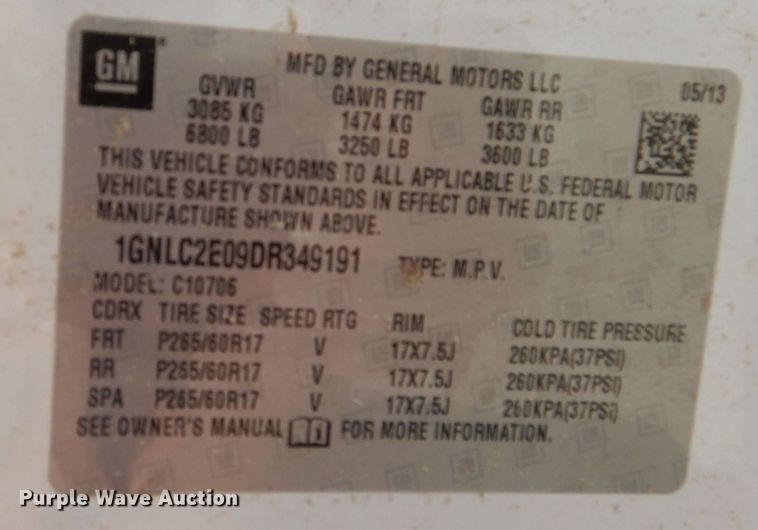 GM
MFD BY GENERAL MOTORS LLC
05/13
GVWR GAWR FRT GAWR RR
3085 KG 1474 KG 1633 KG
6800 LB 3250 LB 3600 LB
THIS VEHICLE CONFORMS TO ALL APPLICABLE U.S. FEDERAL MOTOR
VEHICLE SAFETY STANDARDS IN EFFECT ON THE DATE OF
MANUFACTURE SHOWN ABOVE.
1GNLC2E09DR349191 TYPE: M.P.V.
MODEL: C10706
CDRX TIRE SIZE SPEED RTG RIM COLD TIRE PRESSURE
FRT P265/60R17 V 17X7.5J 260KPA(37PSI)
RR P265/60R17 V 17X7.5J 260KPA(37PSI)
SPA P265/60R17 V 17X7.5J 260KPA(37PSI)
SEE OWNER'S MANUAL FOR MORE INFORMATION.
Purple Wave Auction